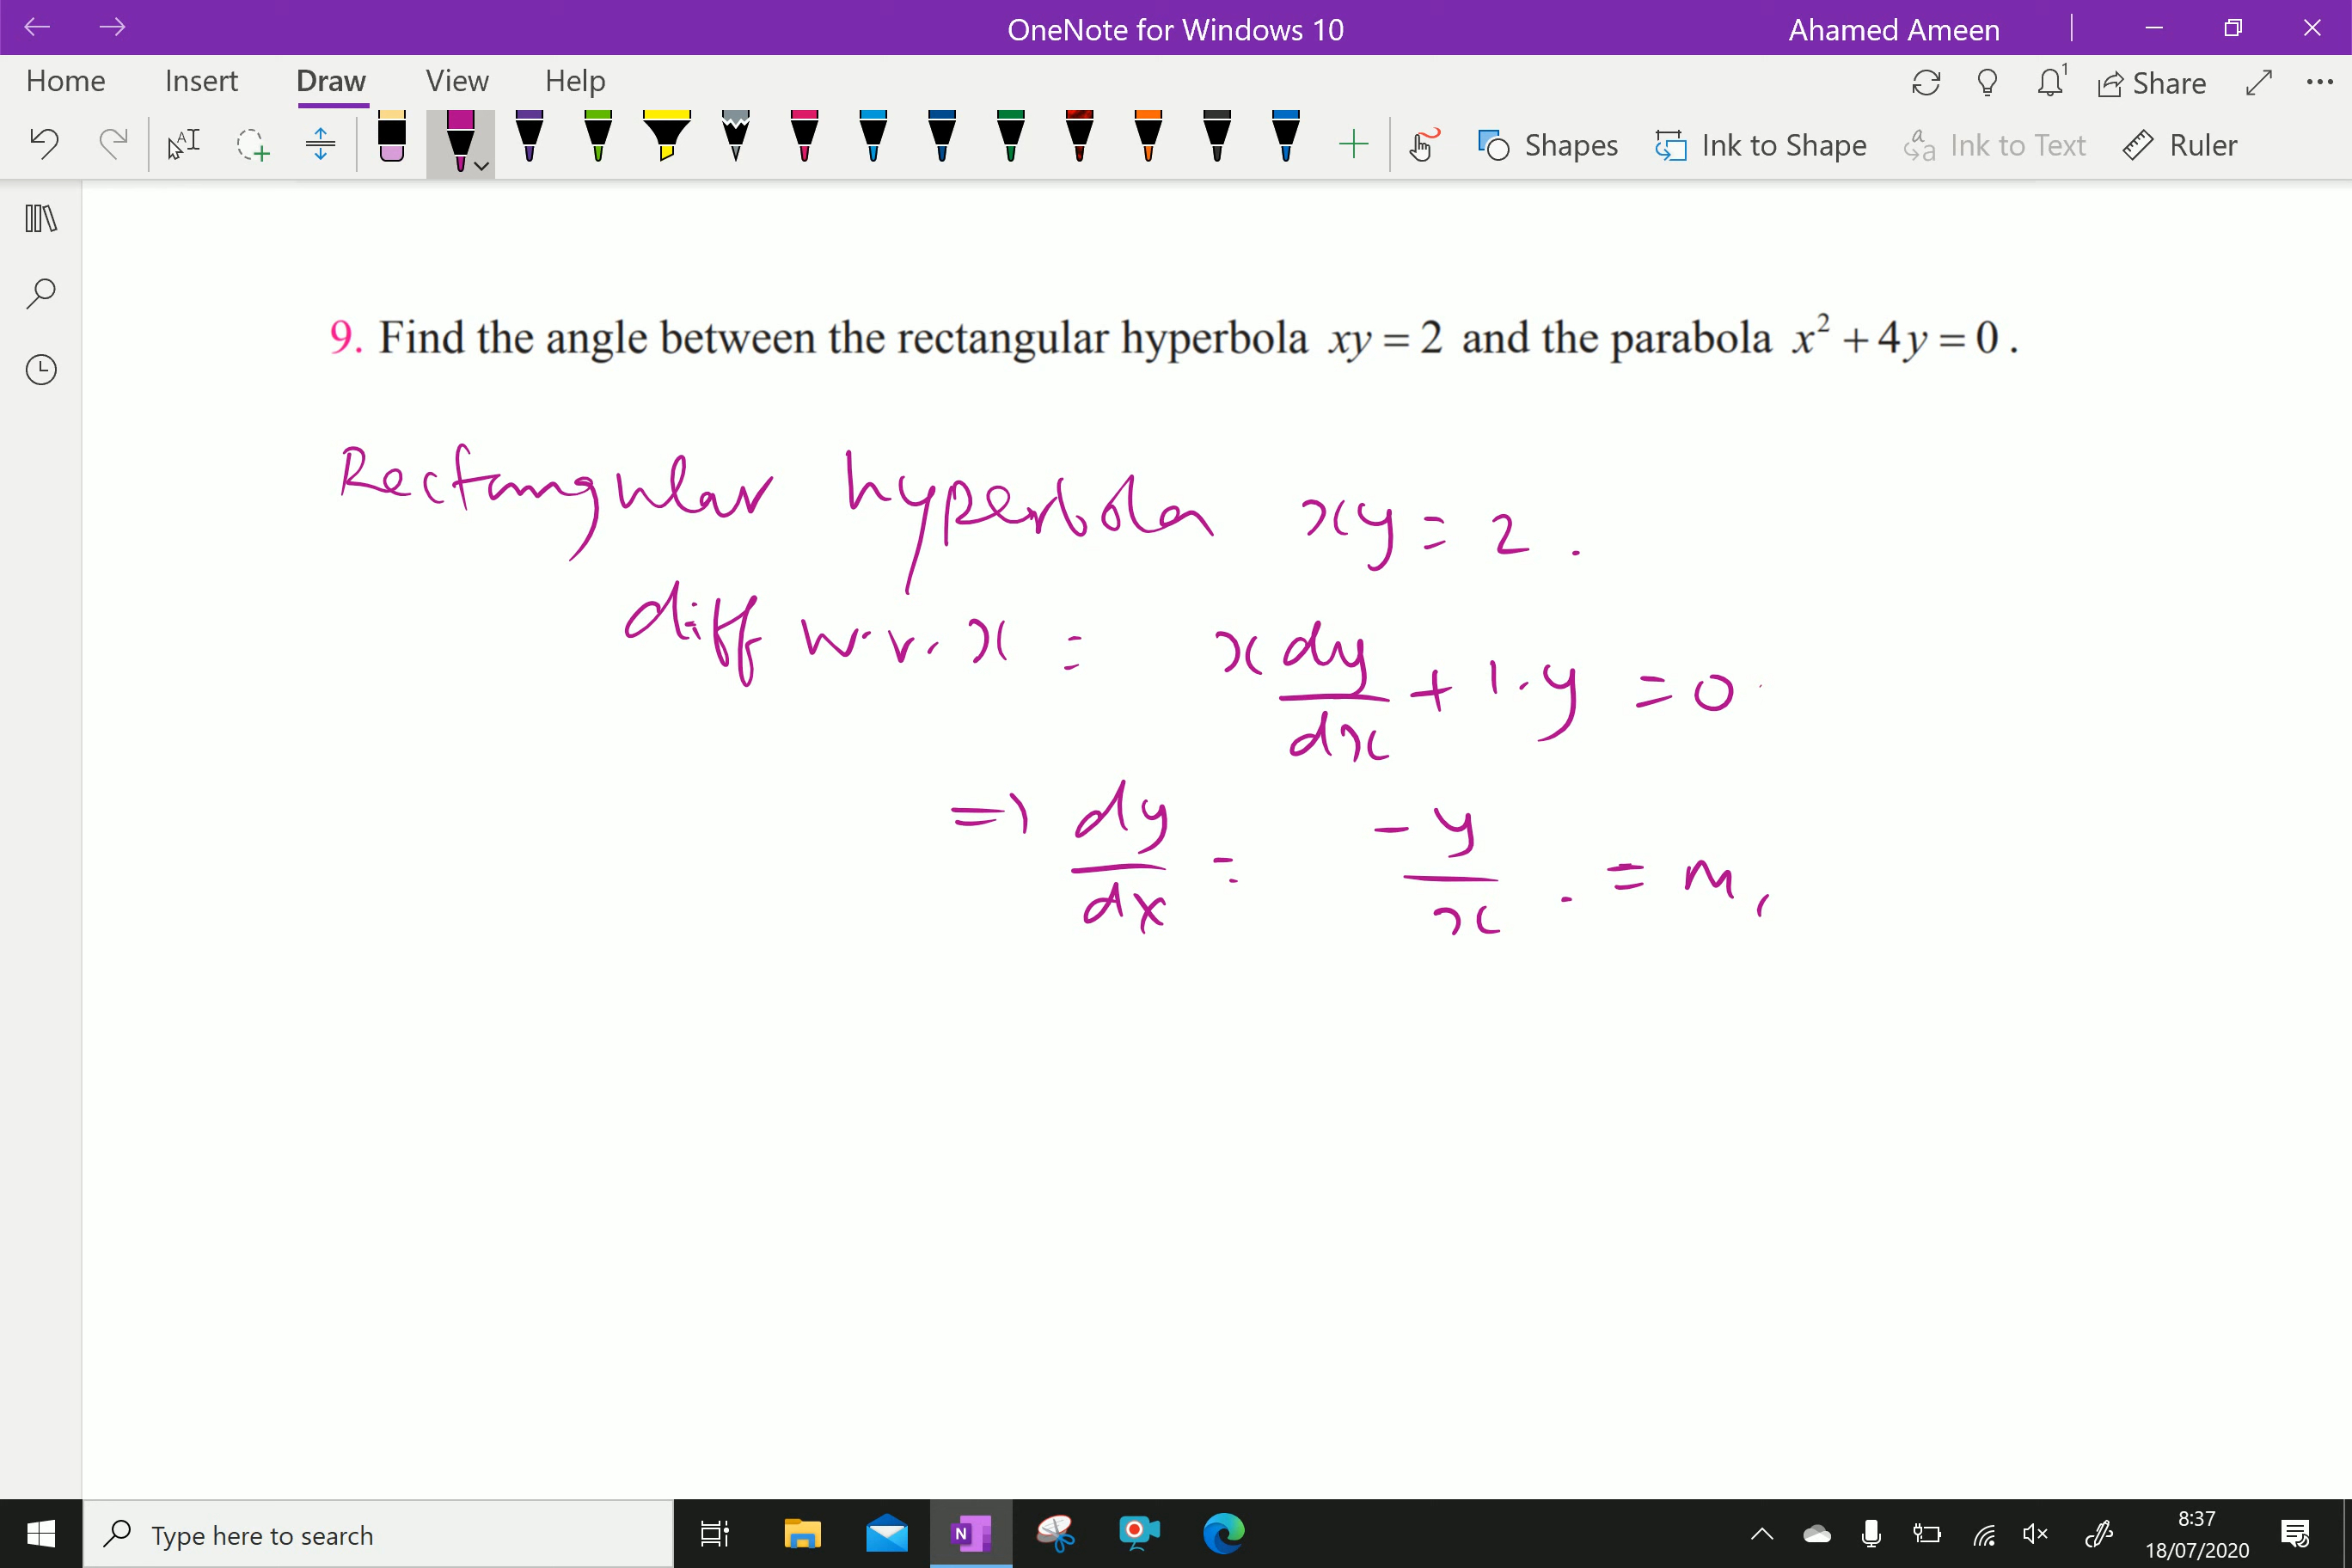 OneNote for Windows 10
Ahamed Ameen
Home Insert Draw View Help
1 Share
Shapes Ink to Shape Ink to Text Ruler
9. Find the angle between the rectangular hyperbola xy = 2 and the parabola x² + 4y = 0.
Rectangular hyperbola xy = 2.
diff w.r. x = x dy/dx + 1.y = 0
=> dy/dx = -y/x . = m₁
Type here to search
8:37
18/07/2020